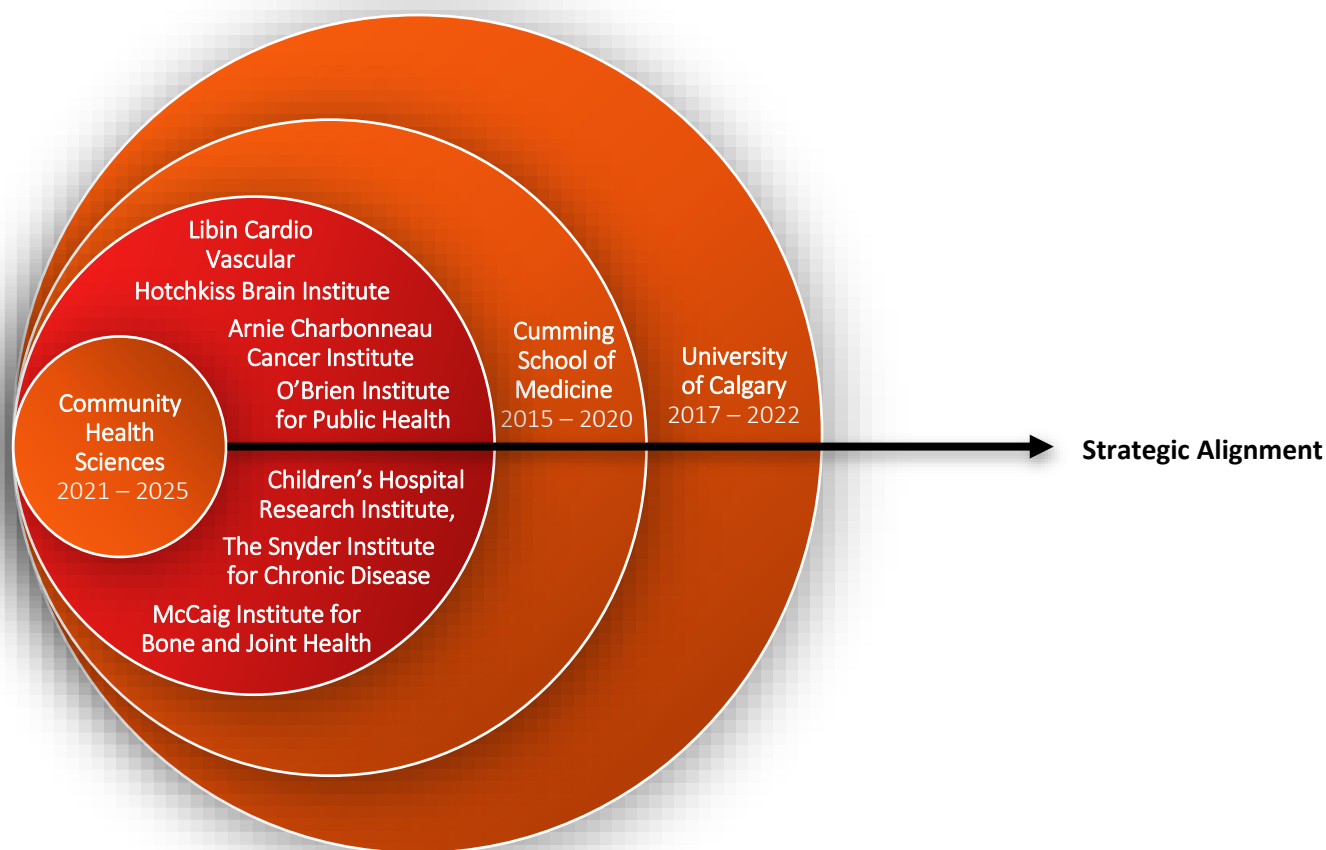 Libin Cardio
Vascular
Hotchkiss Brain Institute
Arnie Charbonneau
Cancer Institute
O’Brien Institute
for Public Health
Community
Health
Sciences
2021 – 2025
Children’s Hospital
Research Institute,
The Snyder Institute
for Chronic Disease
McCaig Institute for
Bone and Joint Health
Cumming
School of
Medicine
2015 – 2020
University
of Calgary
2017 – 2022
Strategic Alignment